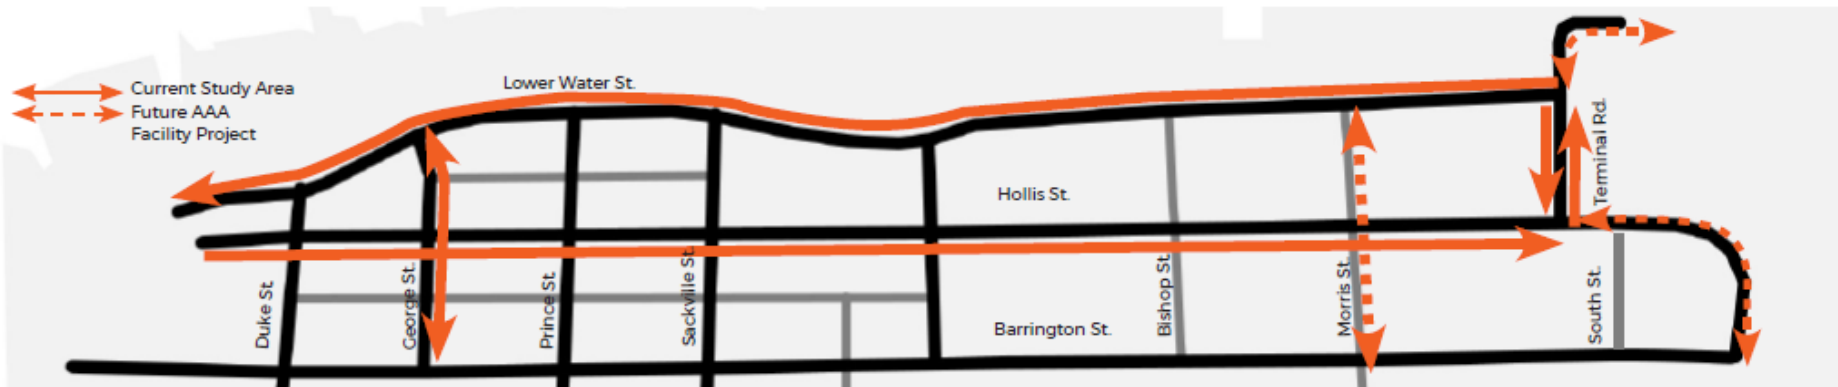 Current Study Area
Future AAA
Facility Project
Lower Water St.
Hollis St.
Barrington St.
Duke St
George St.
Prince St.
Sackville St.
Bishop St.
Morris St.
South St.
Terminal Rd.